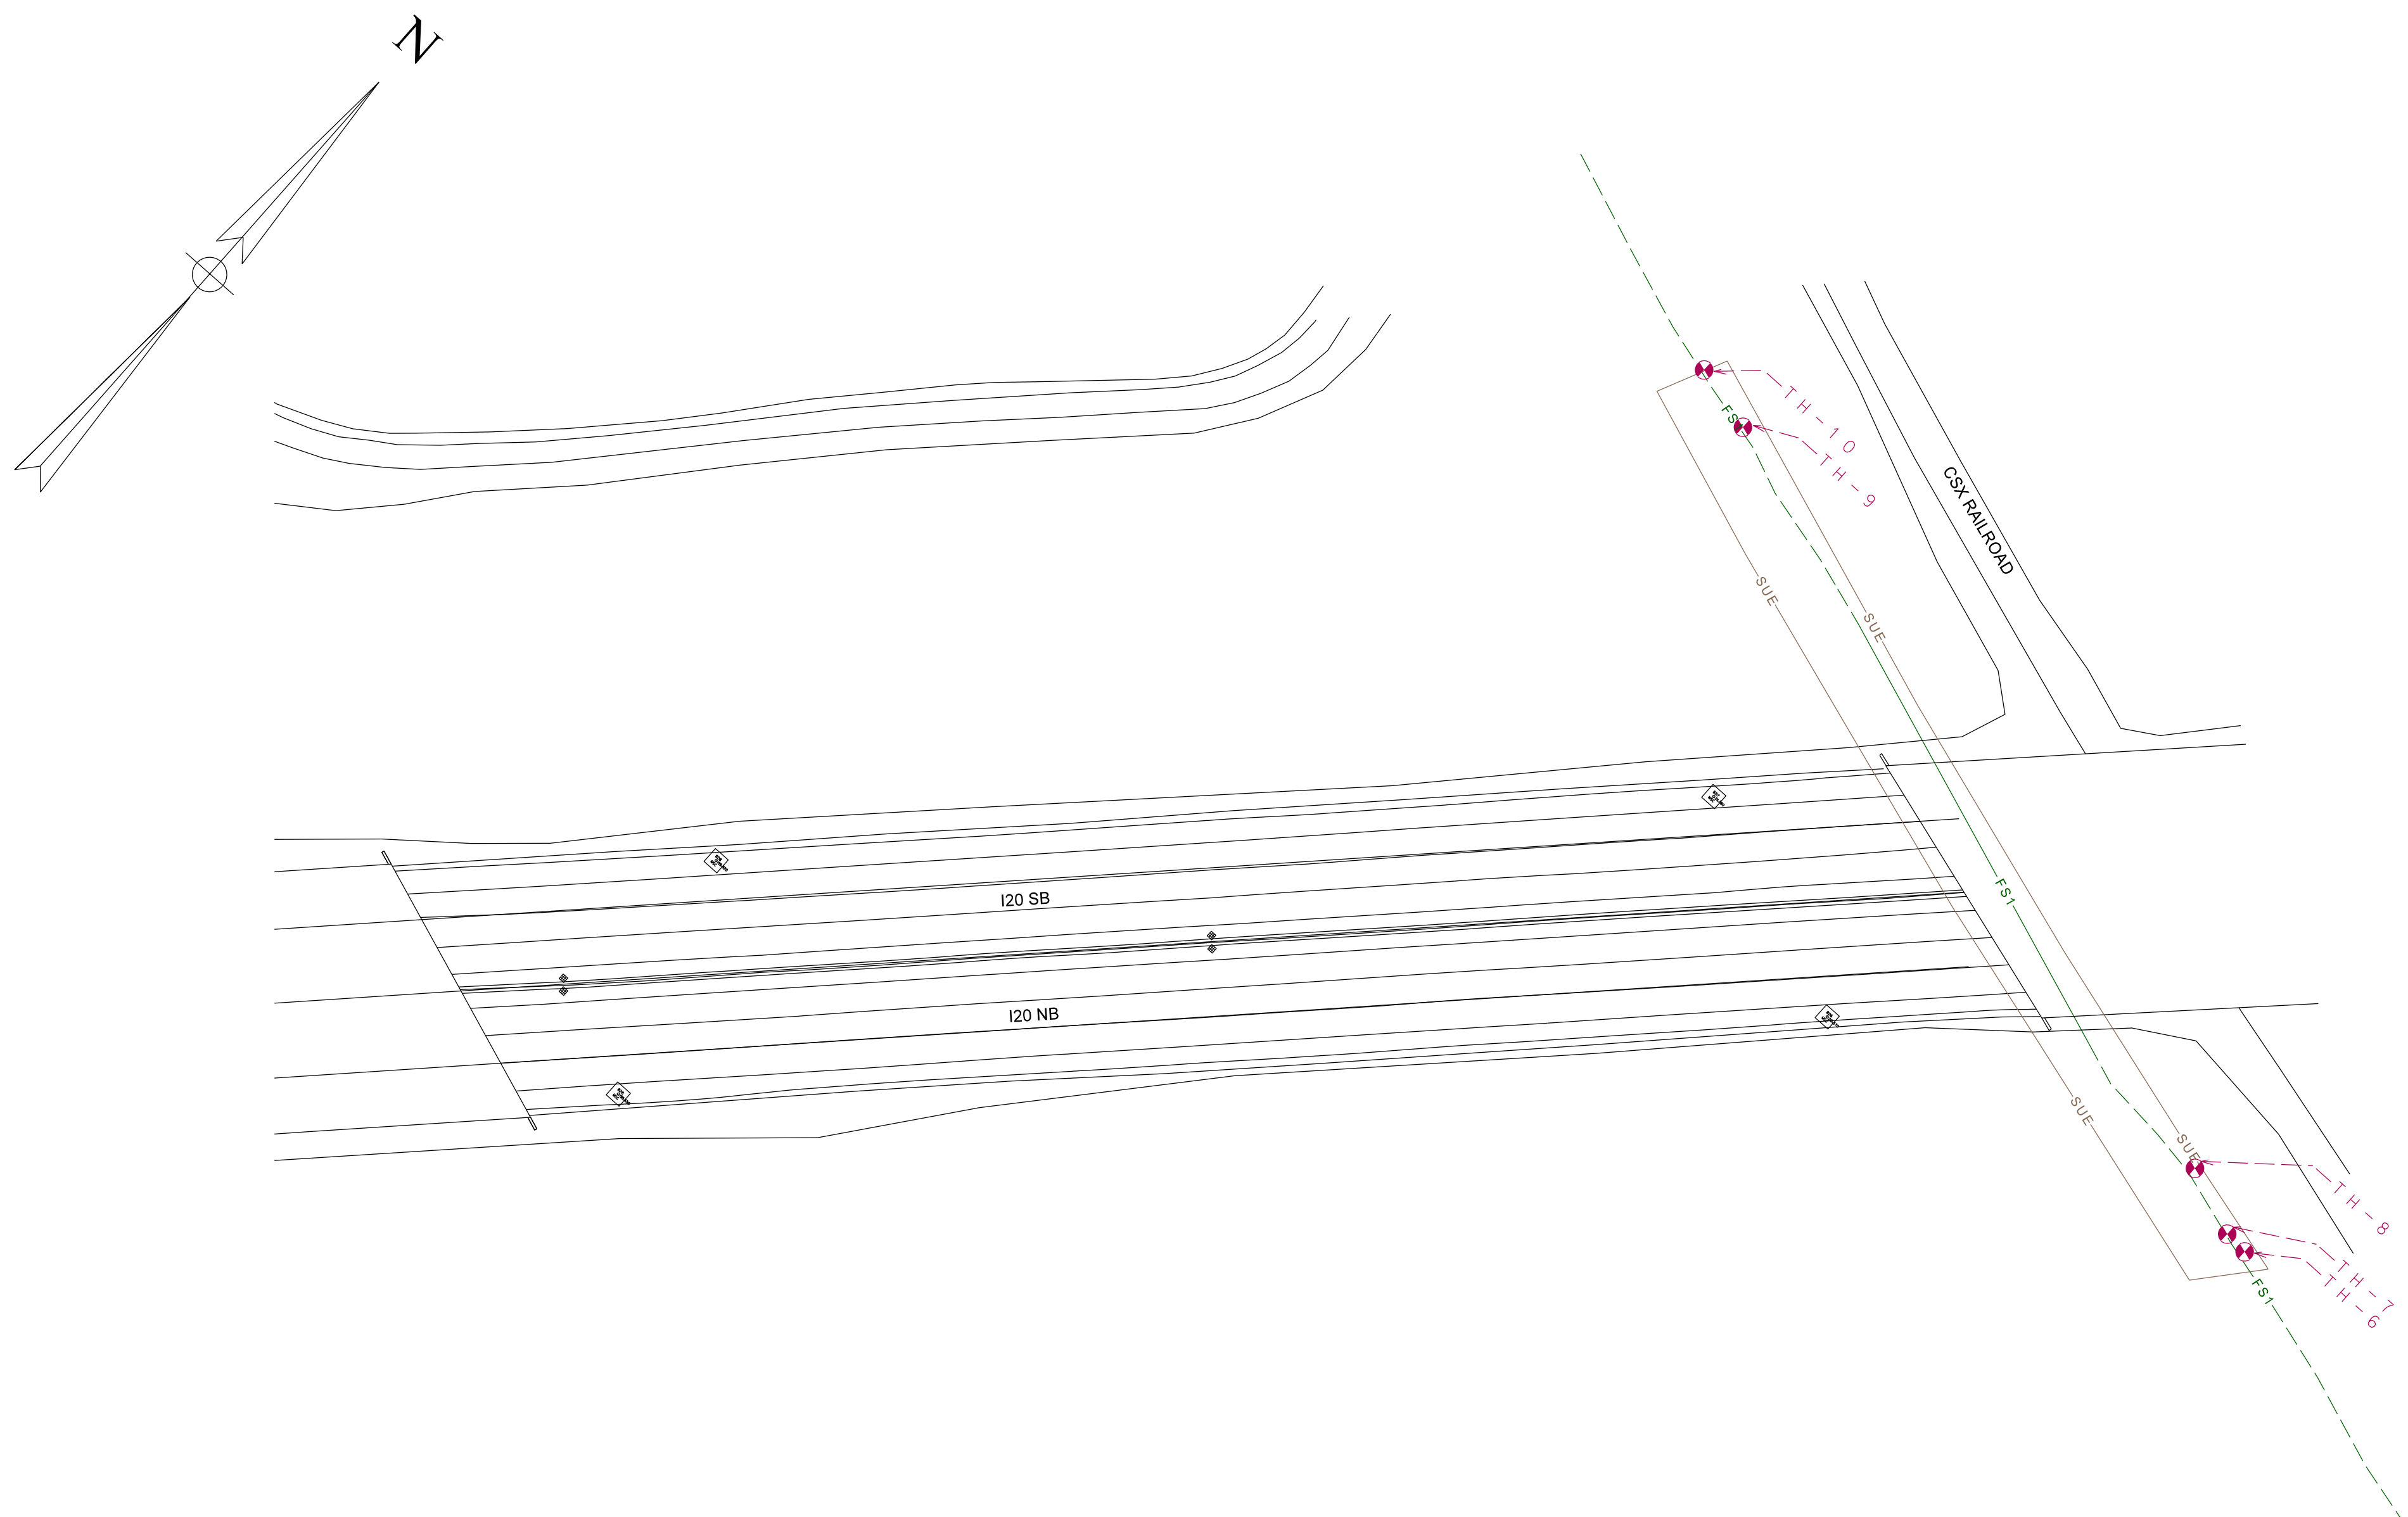 N
FS
TH-10
TH-9
CSX RAILROAD
SUE
SUE
I20 SB
FS1
I20 NB
SUE
SUE
TH-8
TH-7
TH-6
FS1